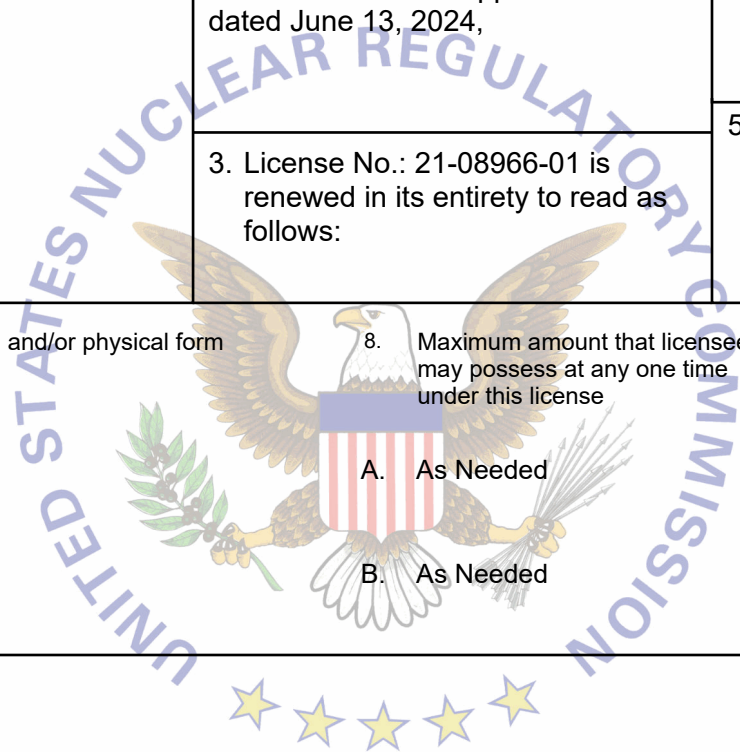 dated June 13, 2024,
3. License No.: 21-08966-01 is
renewed in its entirety to read as
follows:
5
and/or physical form
8. Maximum amount that licensee
may possess at any one time
under this license
A. As Needed
B. As Needed
UNITED STATES NUCLEAR REGULATORY COMMISSION